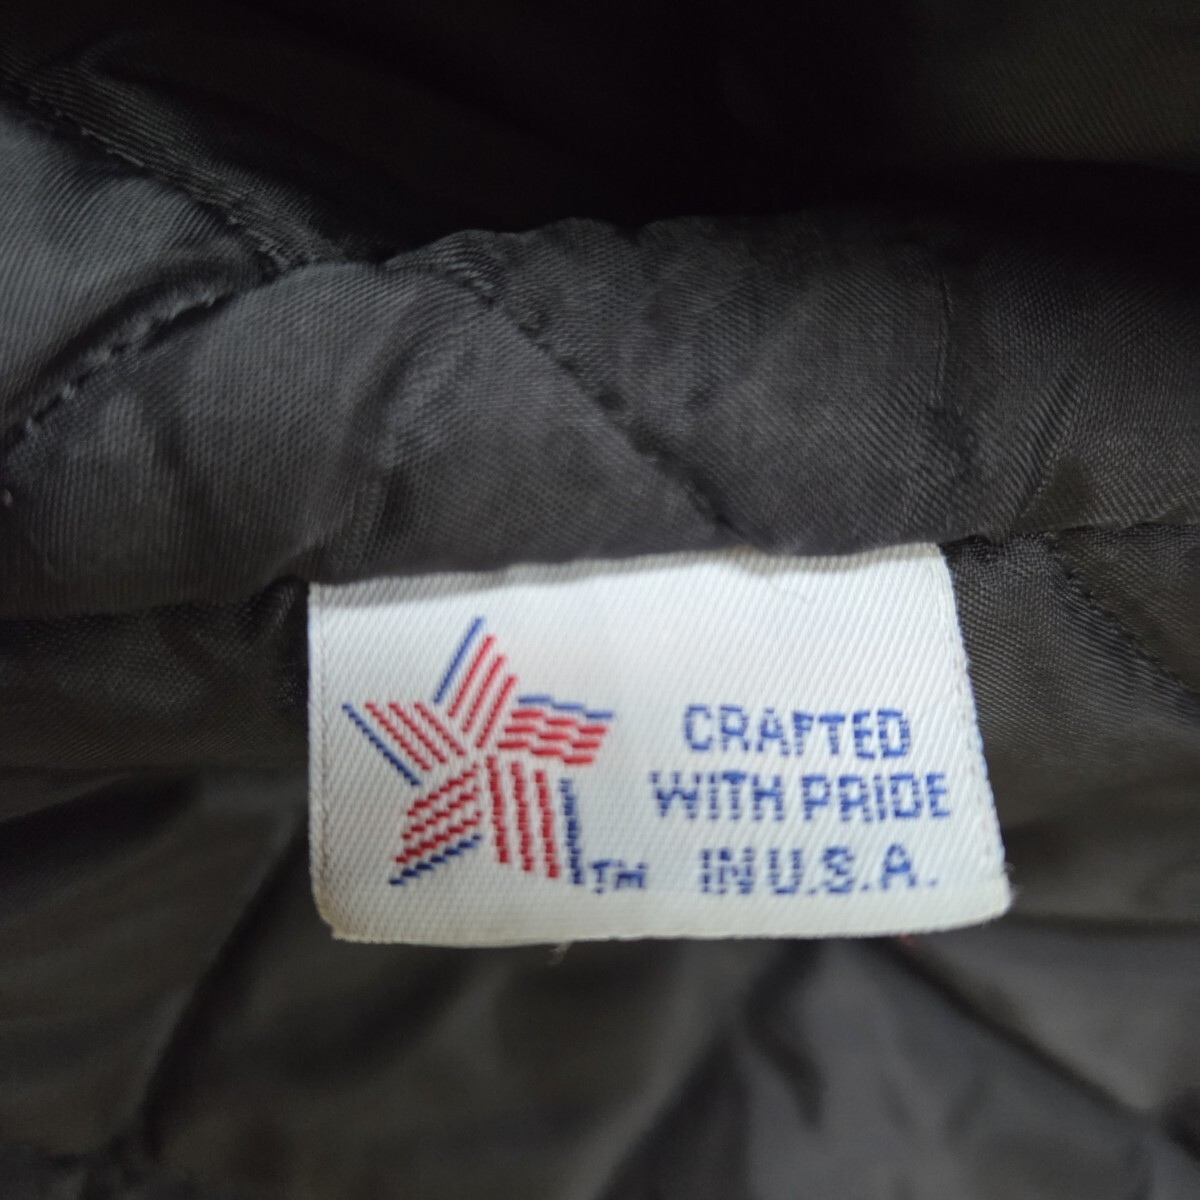 CRAFTED
WITH PRIDE
IN U.S.A.
TM